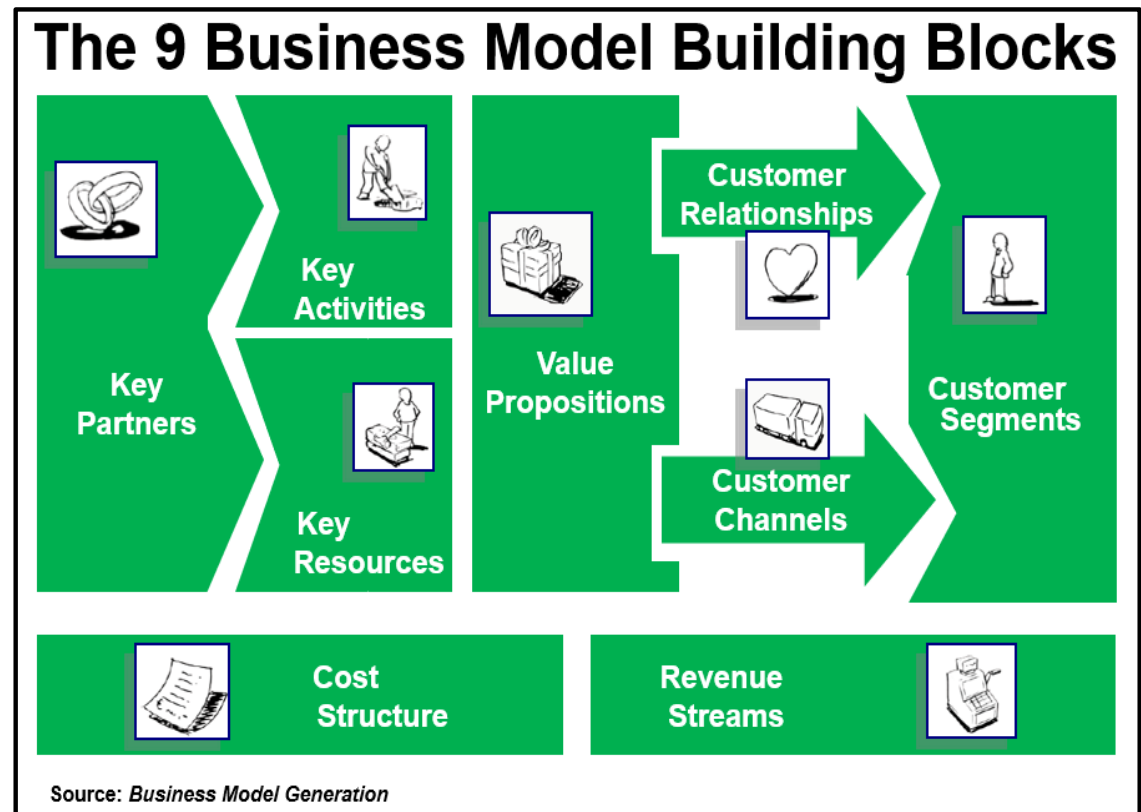 The 9 Business Model Building Blocks
Key
Partners
Key
Activities
Key
Resources
Value
Propositions
Customer
Relationships
Customer
Channels
Customer
Segments
Cost
Structure
Revenue
Streams
Source: Business Model Generation